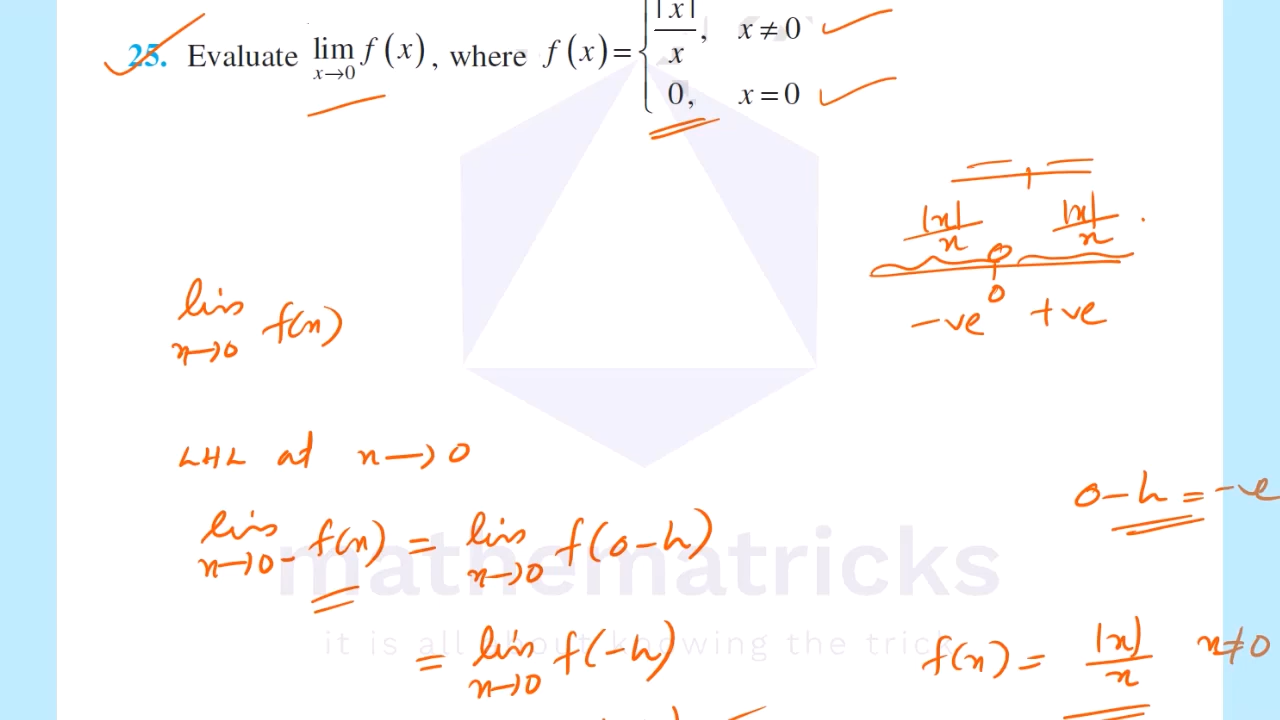 25. Evaluate lim x→0 f(x), where f(x) = { |x|/x, x ≠ 0
0, x = 0
|x|/x |x|/x
0
0
-ve +ve
lim x→0 f(x)
LHL at x→0
0-h = -ve
lim x→0- f(x) = lim x→0 f(0-h)
mathematricks
it is all about knowing the trick
= lim x→0 f(-h)
f(x) = |x|/x x≠0